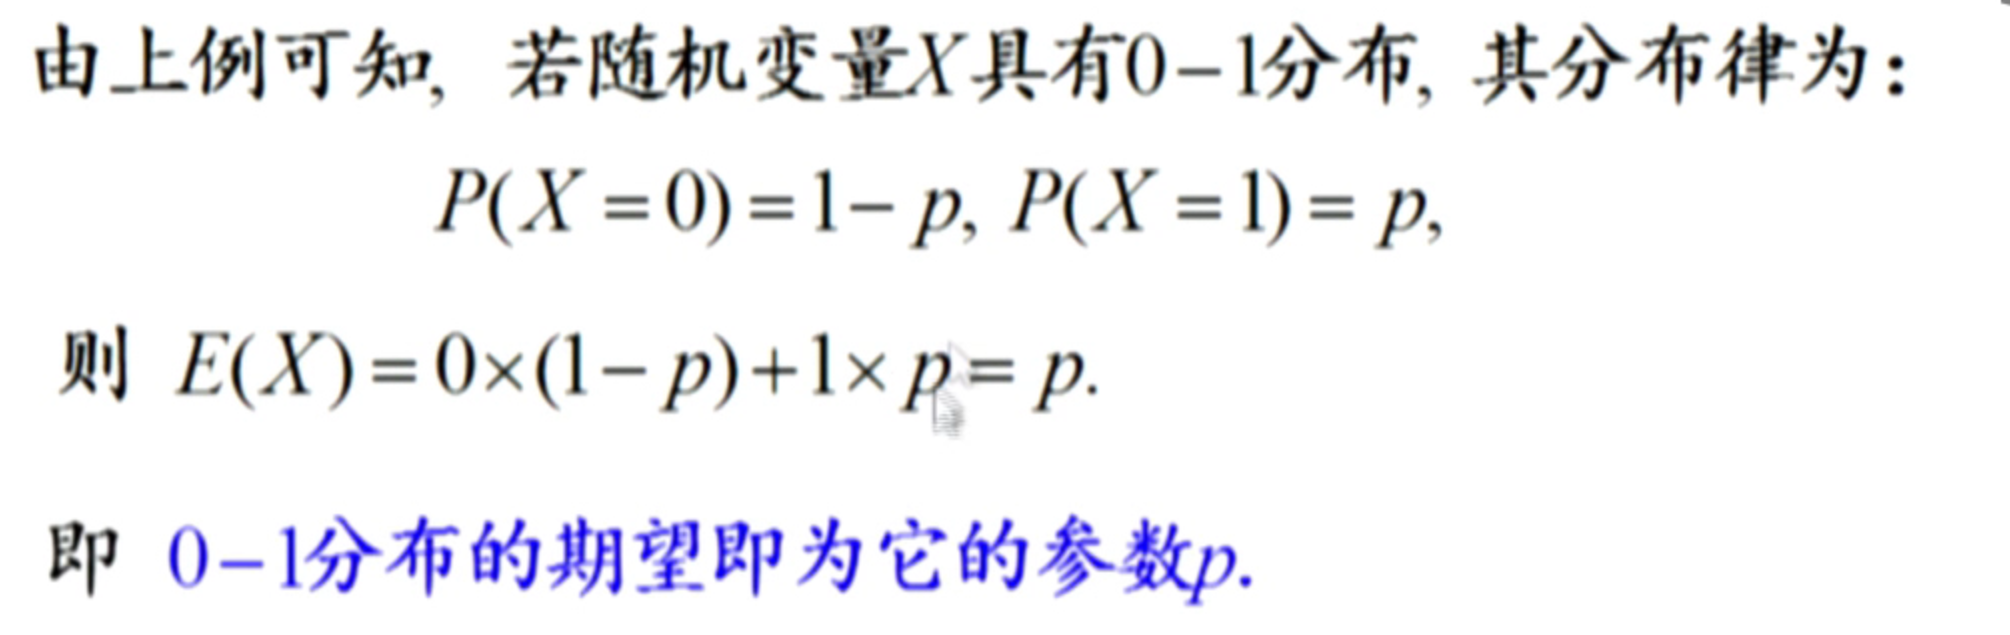 由上例可知, 若随机变量X具有0－1分布, 其分布律为：
P(X = 0) = 1 − p, P(X = 1) = p,
则 E(X) = 0×(1 − p) + 1× p = p.
即 0－1分布的期望即为它的参数p.